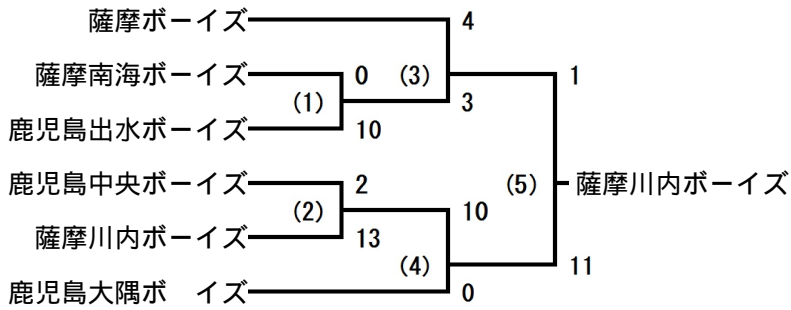 薩摩ボーイズ 4
薩摩南海ボーイズ 0 (3) 1
(1) 3
鹿児島出水ボーイズ 10
鹿児島中央ボーイズ 2 (5) 薩摩川内ボーイズ
(2) 10
薩摩川内ボーイズ 13
(4) 11
鹿児島大隅ボ　イズ 0